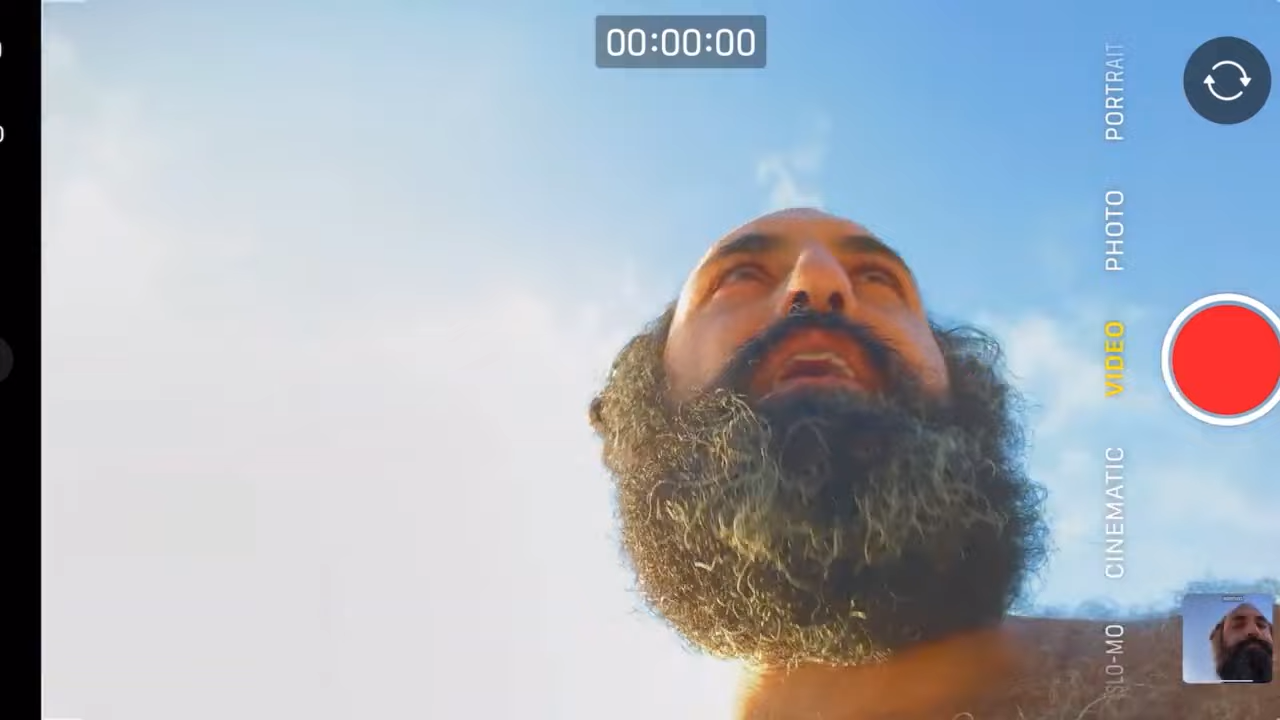 00:00:00
PORTRAIT
PHOTO
VIDEO
CINEMATIC
SLO-MO